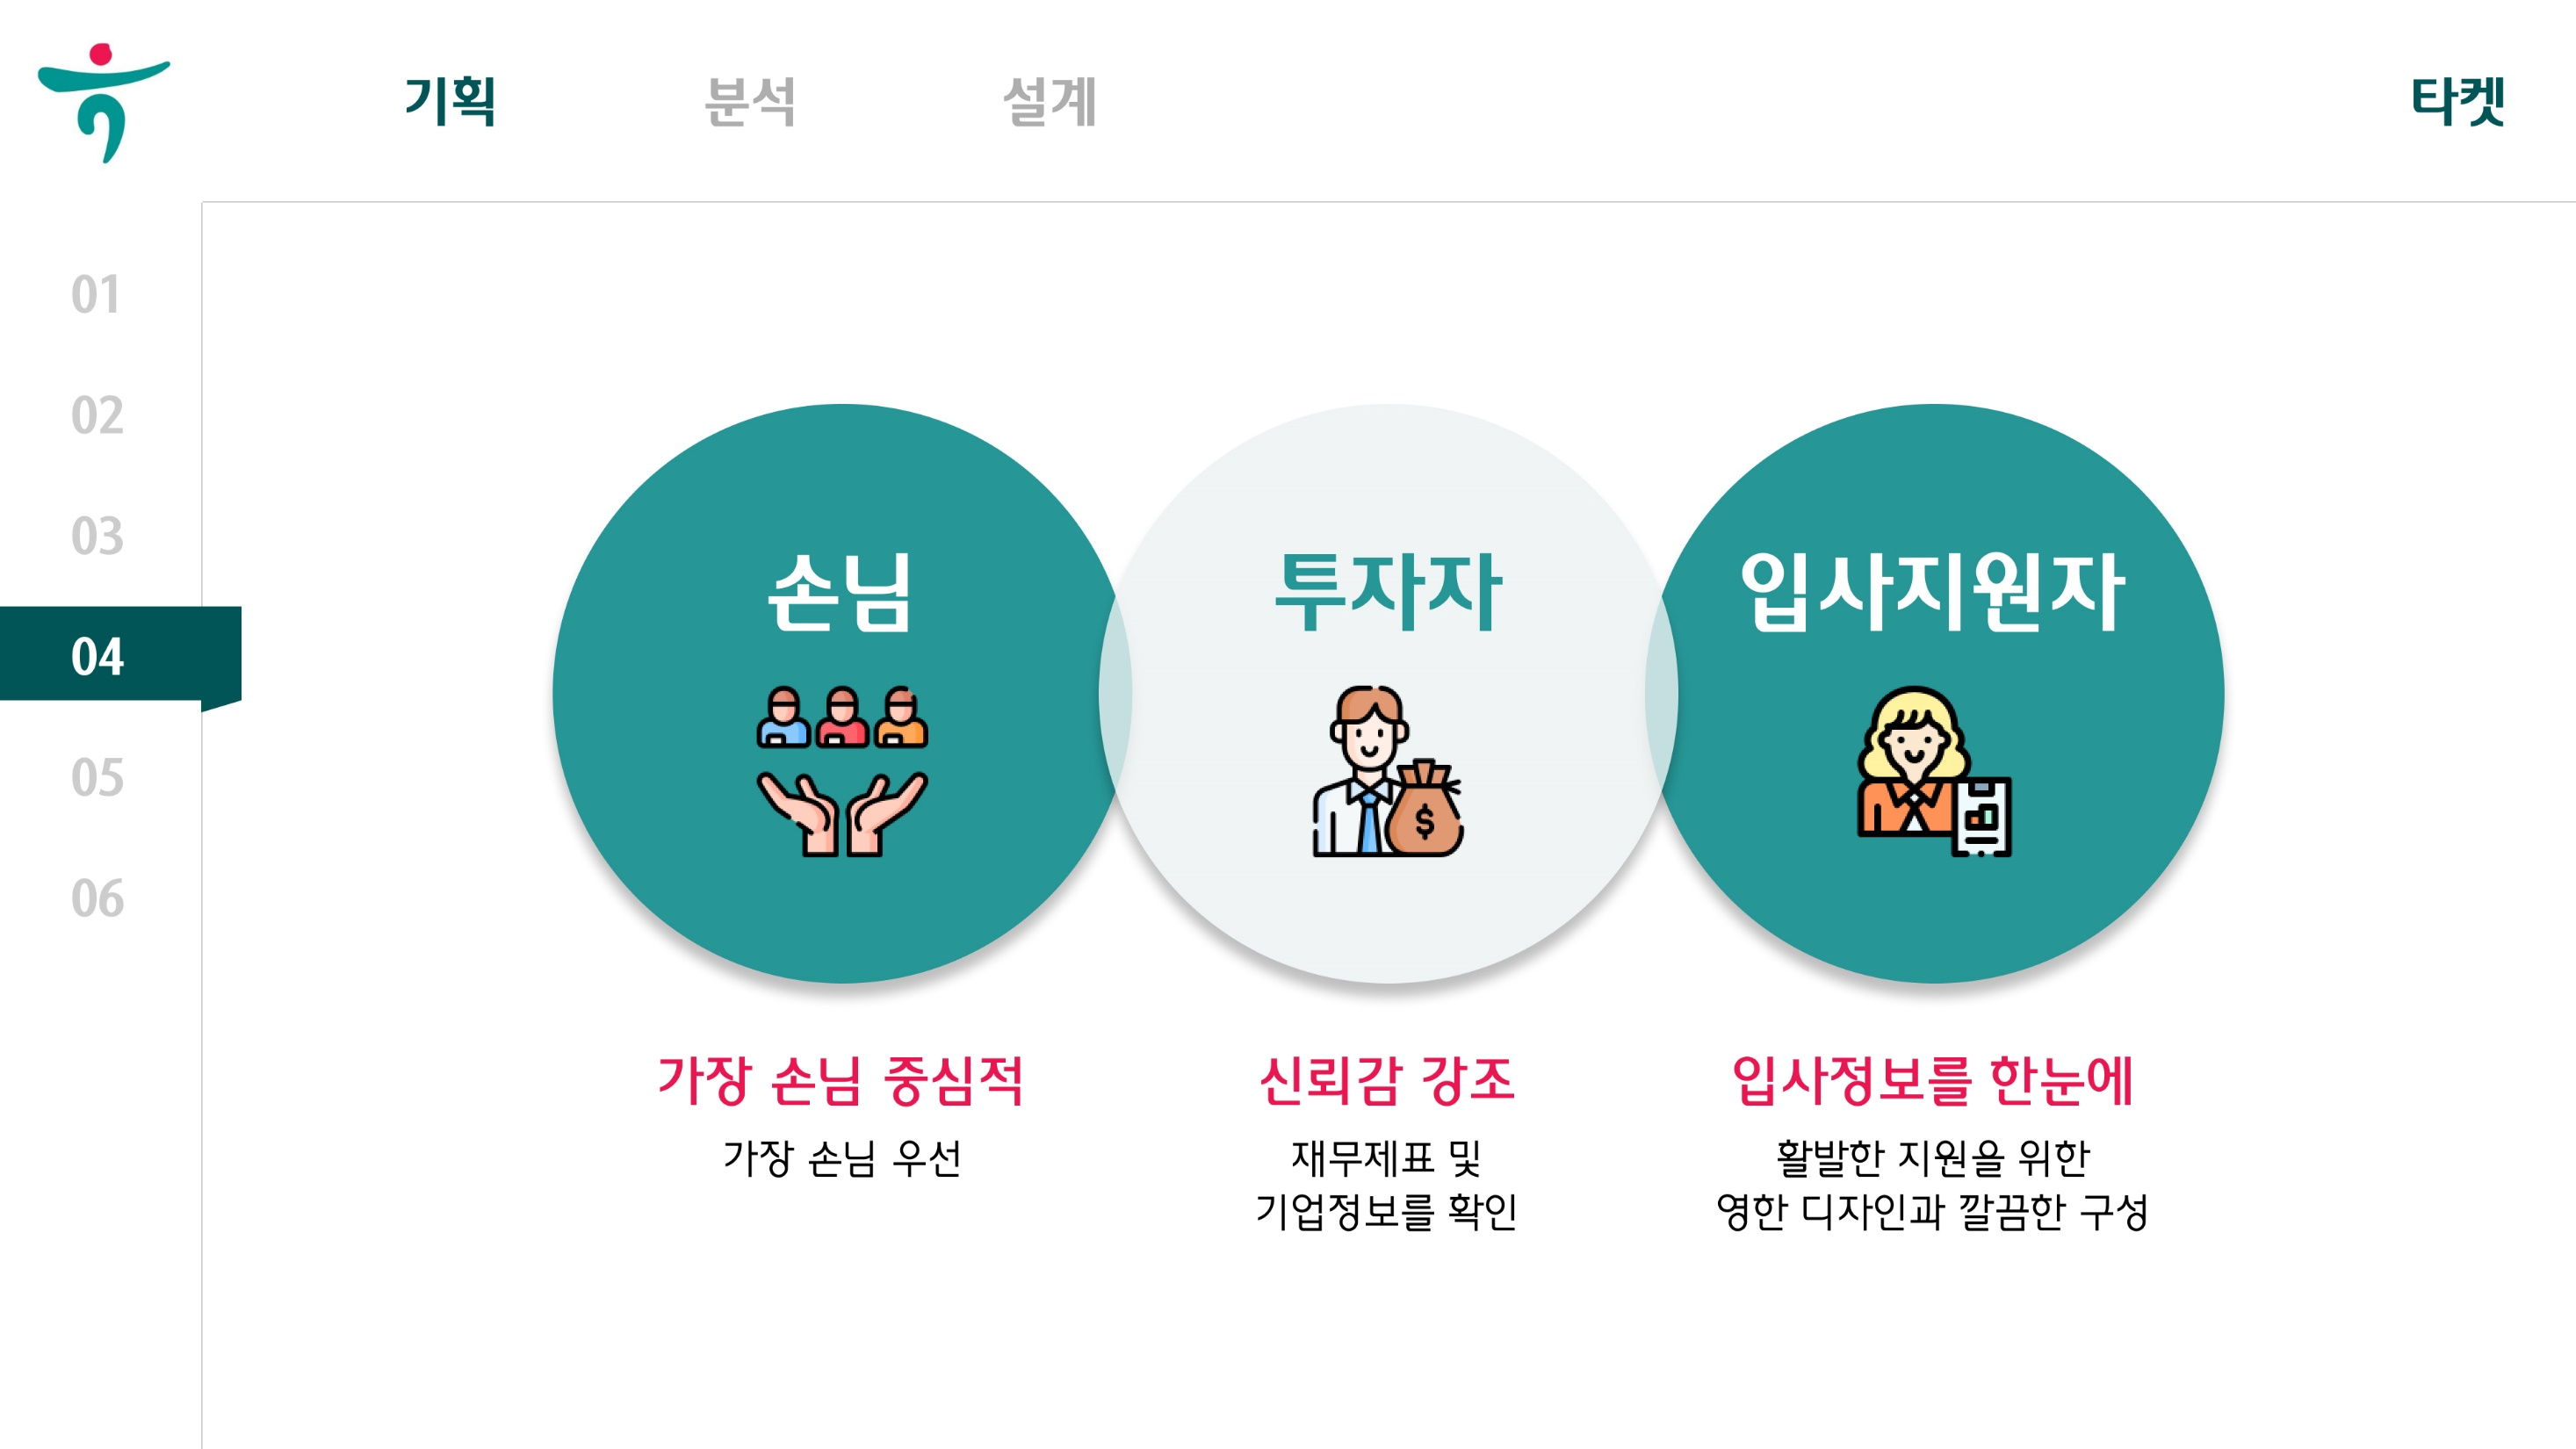 기획
분석
설계
타켓
01
02
03
04
05
06
손님
투자자
입사지원자
$
가장 손님 중심적
가장 손님 우선
신뢰감 강조
재무제표 및
기업정보를 확인
입사정보를 한눈에
활발한 지원을 위한
영한 디자인과 깔끔한 구성